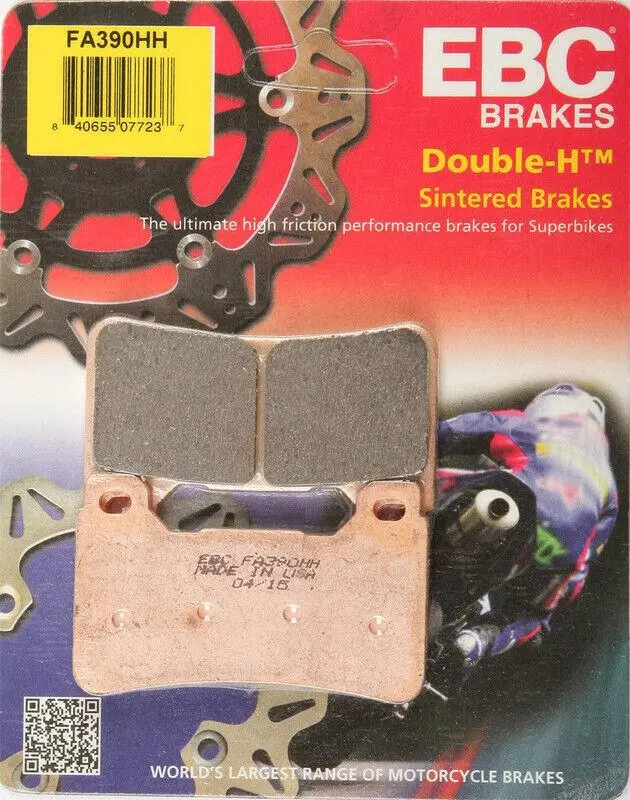 FA390HH
8 40655 07723 7
EBC®
BRAKES
Double-H™
Sintered Brakes
The ultimate high friction performance brakes for Superbikes
EBC FA390HH
MADE IN USA
04/15
WORLD'S LARGEST RANGE OF MOTORCYCLE BRAKES